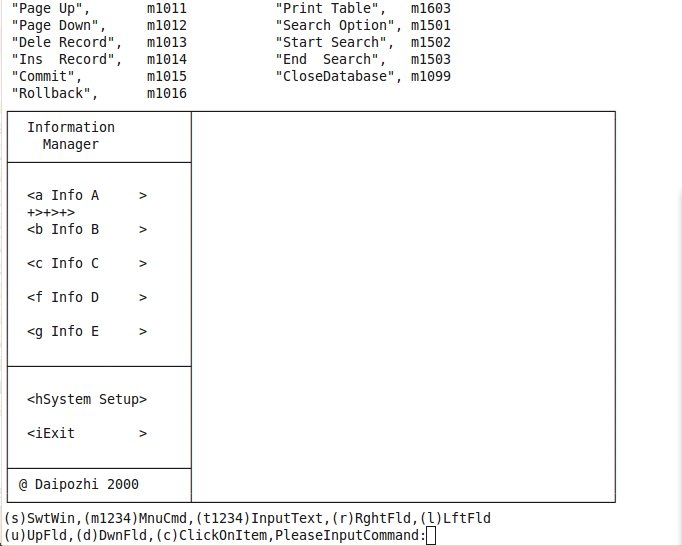 "Page Up",       m1011           "Print Table",   m1603
"Page Down",     m1012           "Search Option", m1501
"Dele Record",   m1013           "Start Search",  m1502
"Ins  Record",   m1014           "End  Search",   m1503
"Commit",        m1015           "CloseDatabase", m1099
"Rollback",      m1016
Information
Manager
<a Info A     >
+>+>+>
<b Info B     >
<c Info C     >
<f Info D     >
<g Info E     >
<hSystem Setup>
<iExit        >
@ Daipozhi 2000
(s)SwtWin,(m1234)MnuCmd,(t1234)InputText,(r)RghtFld,(l)LftFld
(u)UpFld,(d)DwnFld,(c)ClickOnItem,PleaseInputCommand: